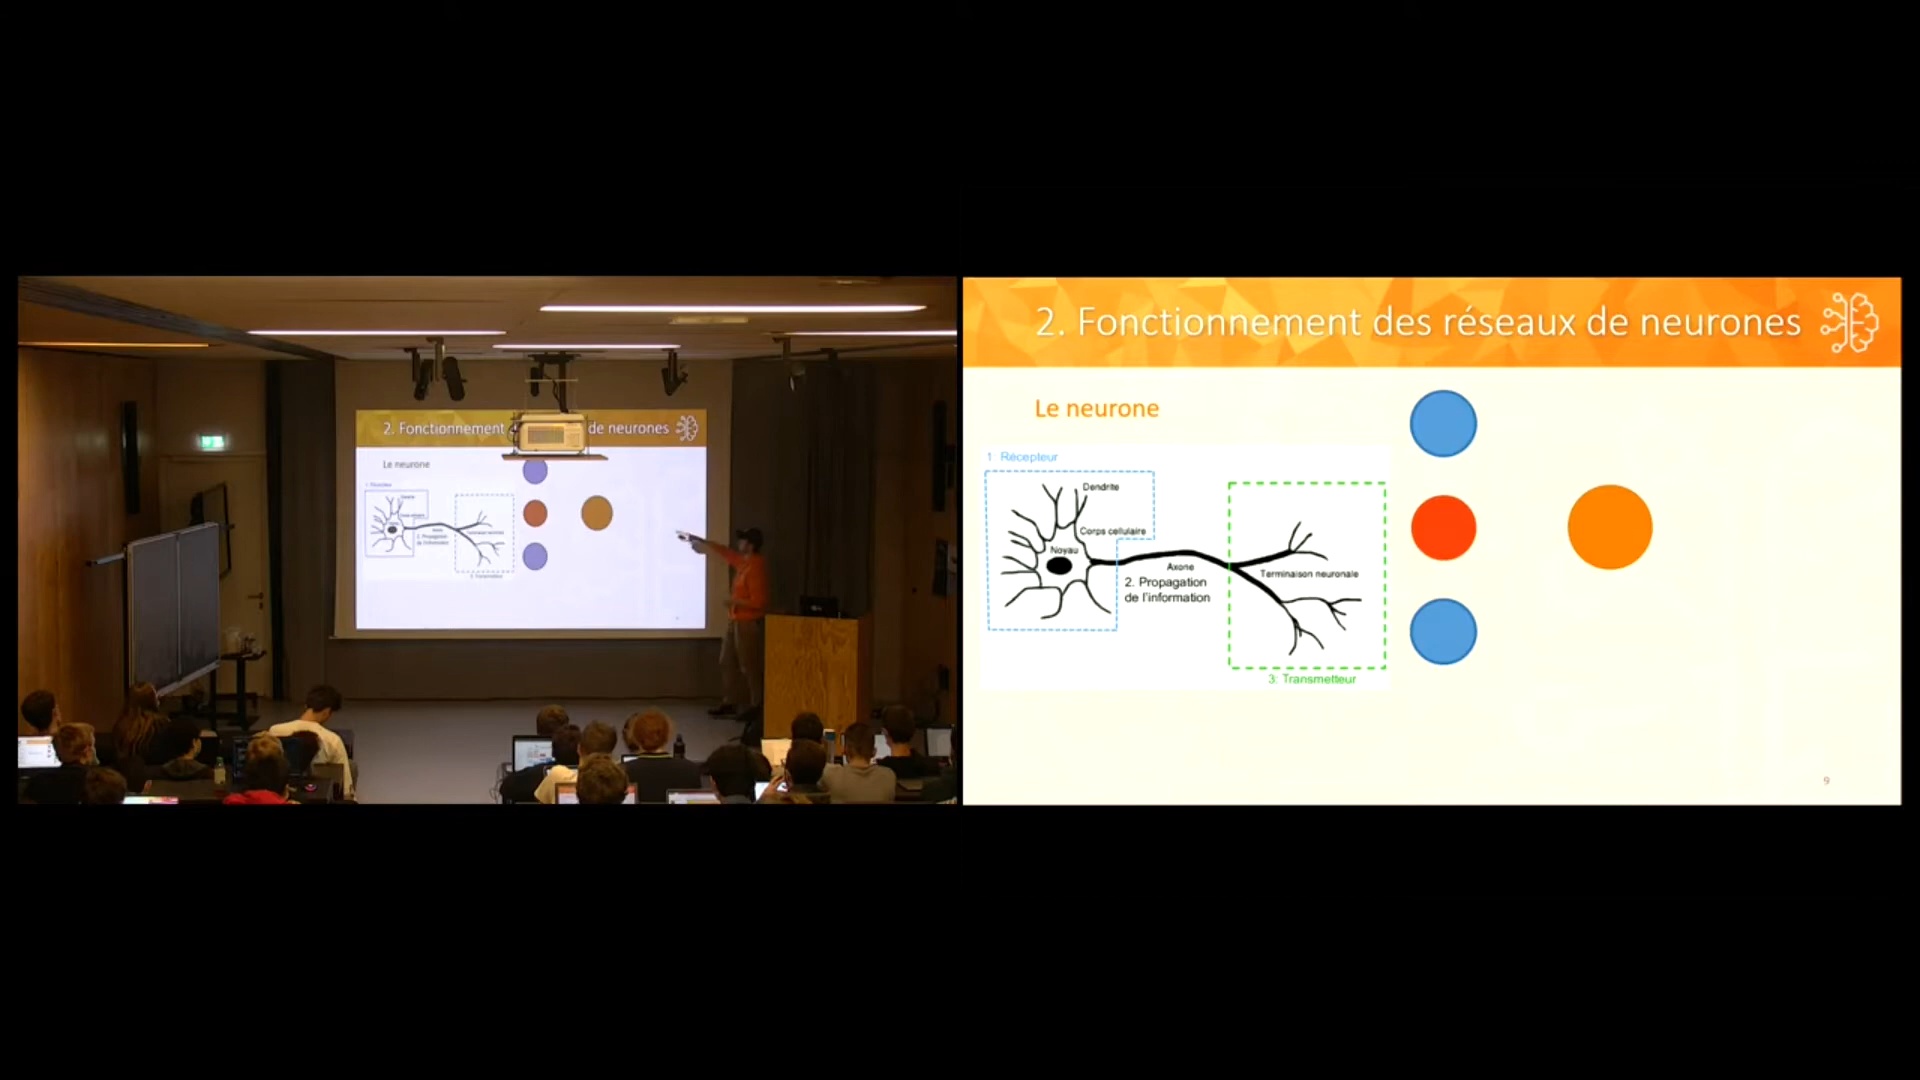 2. Fonctionnement
de neurones
Le neurone
2. Fonctionnement des réseaux de neurones
Le neurone
1 Récepteur
Dendrite
Corps cellulaire
Noyau
Axone
2. Propagation
de l'information
Terminaison neuronale
3: Transmetteur
9